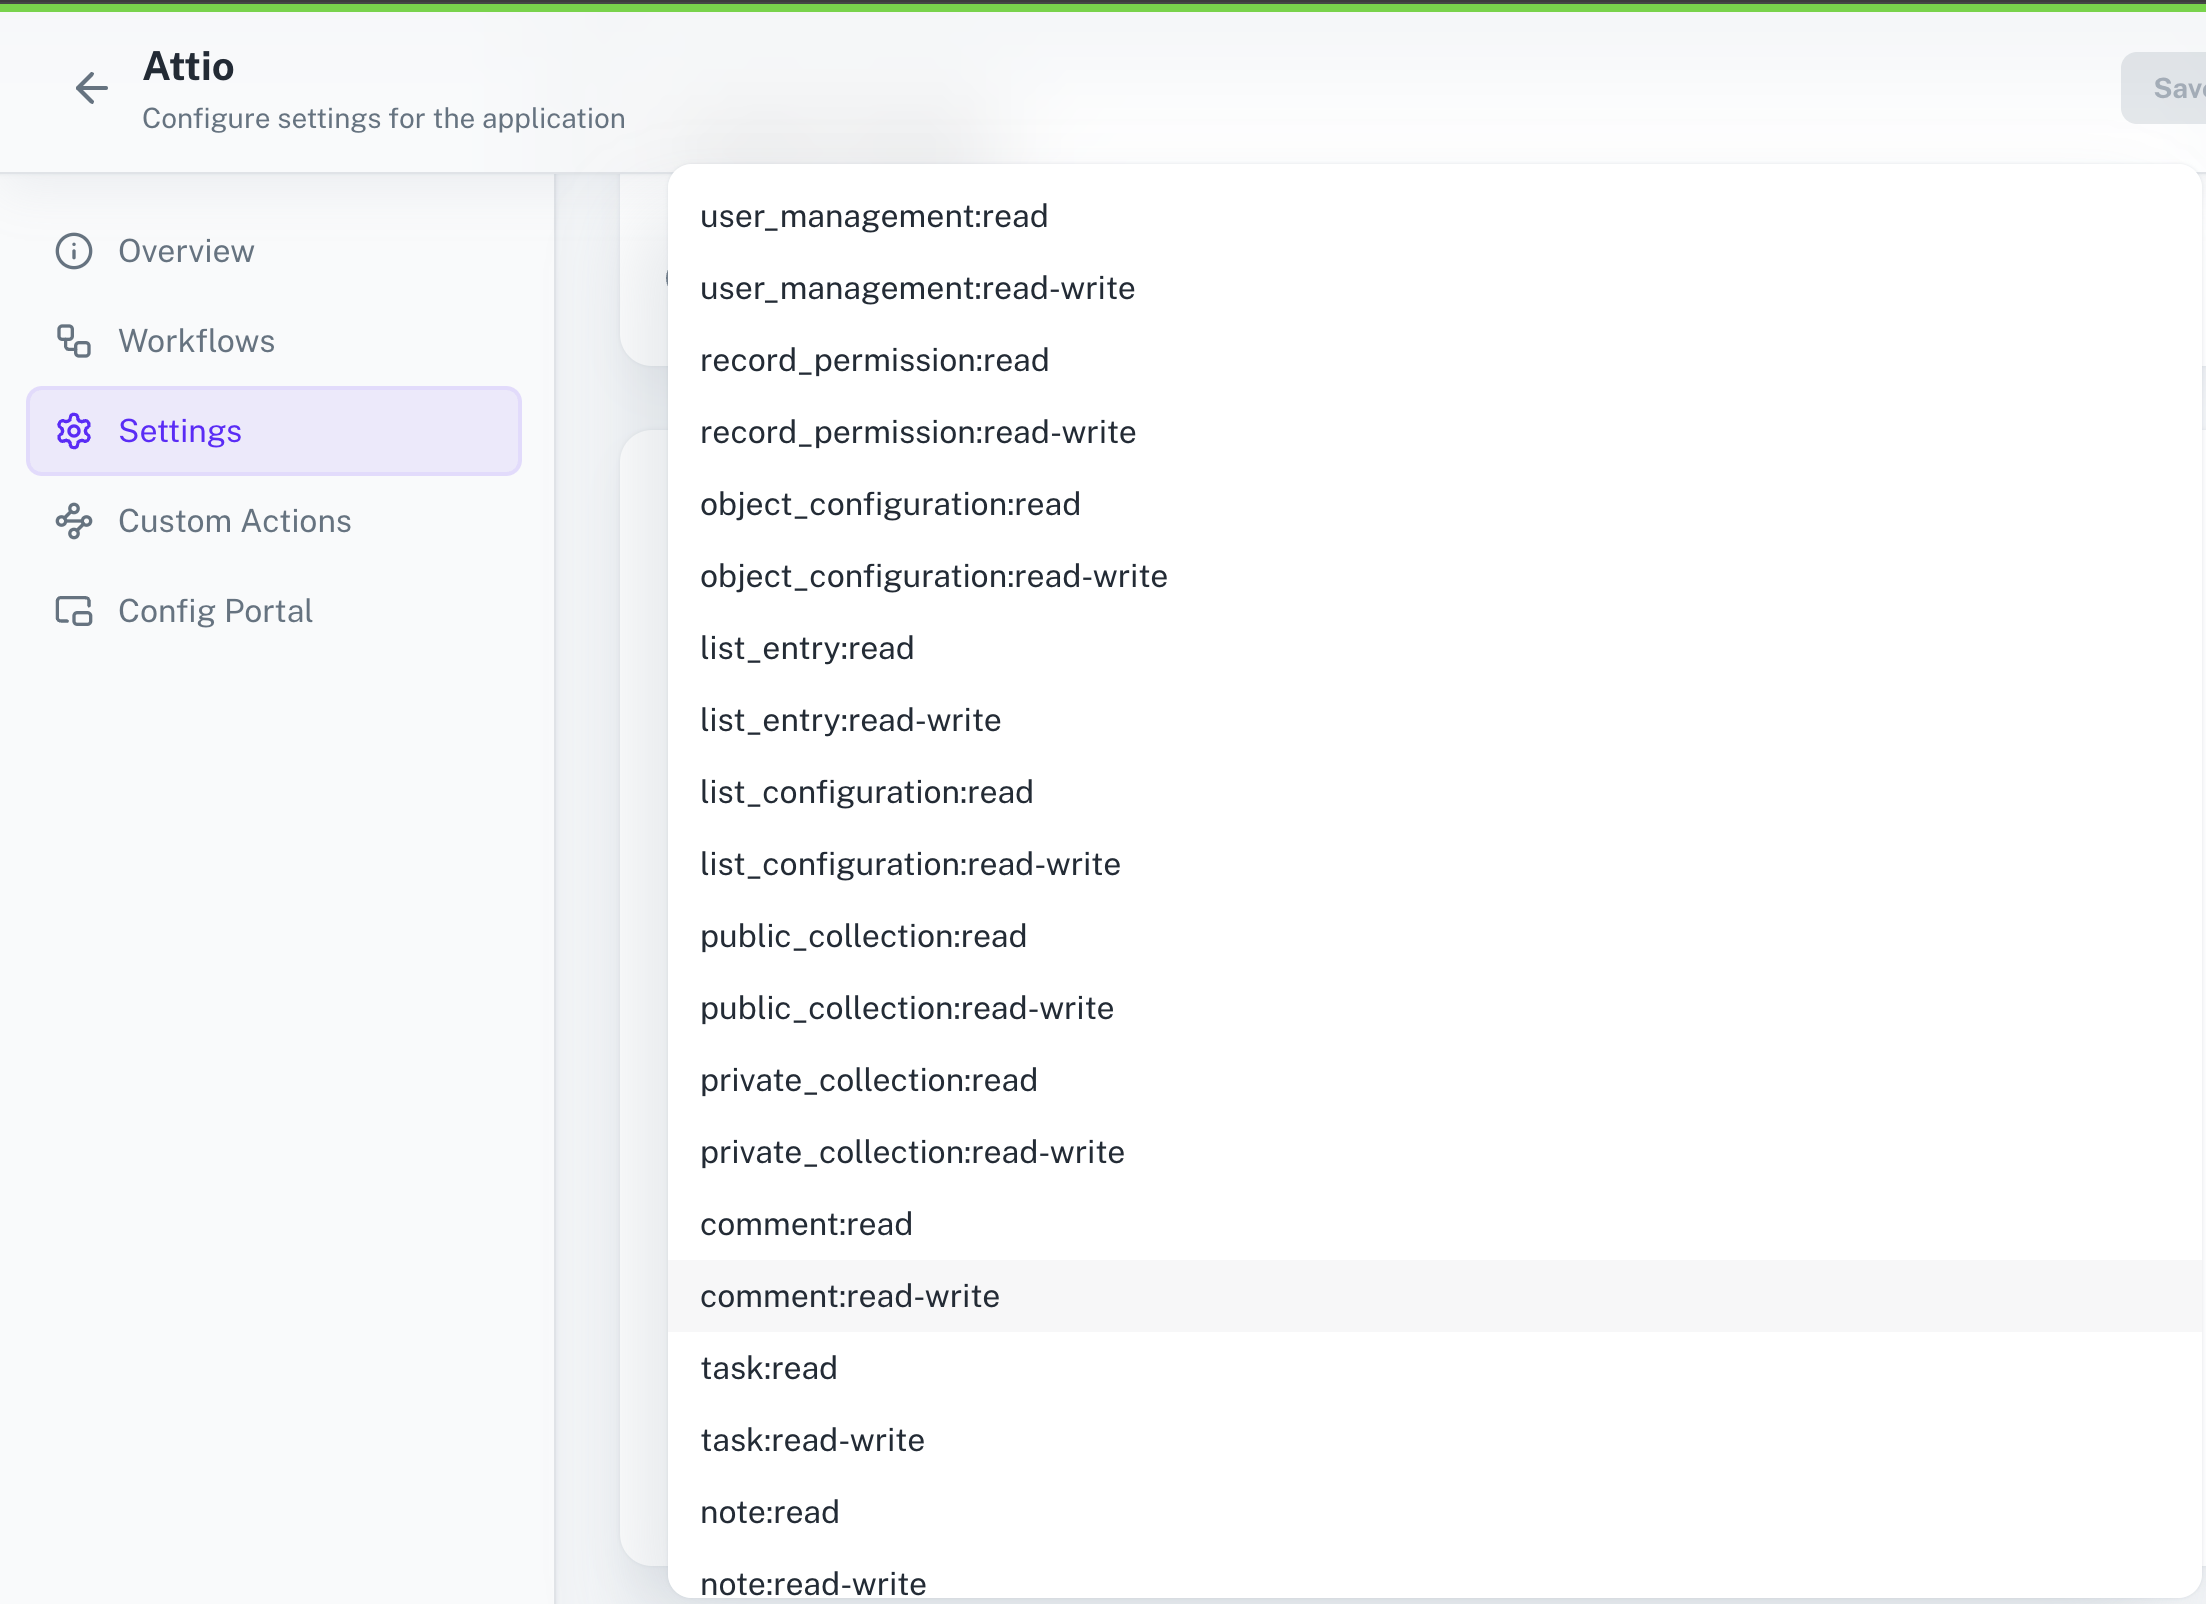 Attio
Configure settings for the application
Overview
Workflows
Settings
Custom Actions
Config Portal
user_management:read
user_management:read-write
record_permission:read
record_permission:read-write
object_configuration:read
object_configuration:read-write
list_entry:read
list_entry:read-write
list_configuration:read
list_configuration:read-write
public_collection:read
public_collection:read-write
private_collection:read
private_collection:read-write
comment:read
comment:read-write
task:read
task:read-write
note:read
note:read-write